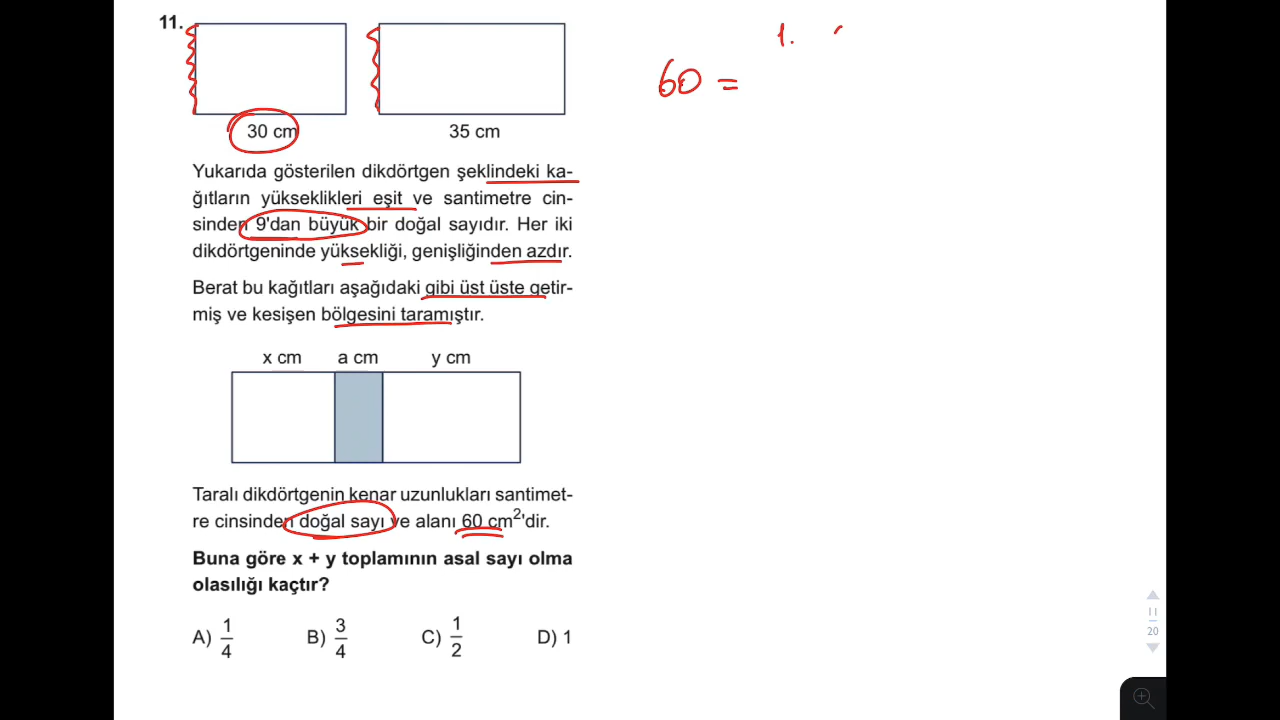 11.
30 cm
35 cm
Yukarıda gösterilen dikdörtgen şeklindeki ka-
ğıtların yükseklikleri eşit ve santimetre cin-
sinden 9'dan büyük bir doğal sayıdır. Her iki
dikdörtgeninde yüksekliği, genişliğinden azdır.
Berat bu kağıtları aşağıdaki gibi üst üste getir-
miş ve kesişen bölgesini taramıştır.
x cm a cm y cm
Taralı dikdörtgenin kenar uzunlukları santimet-
re cinsinden doğal sayı ve alanı 60 cm²'dir.
Buna göre x + y toplamının asal sayı olma
olasılığı kaçtır?
A) 1/4 B) 3/4 C) 1/2 D) 1
1.
60 =
11
20